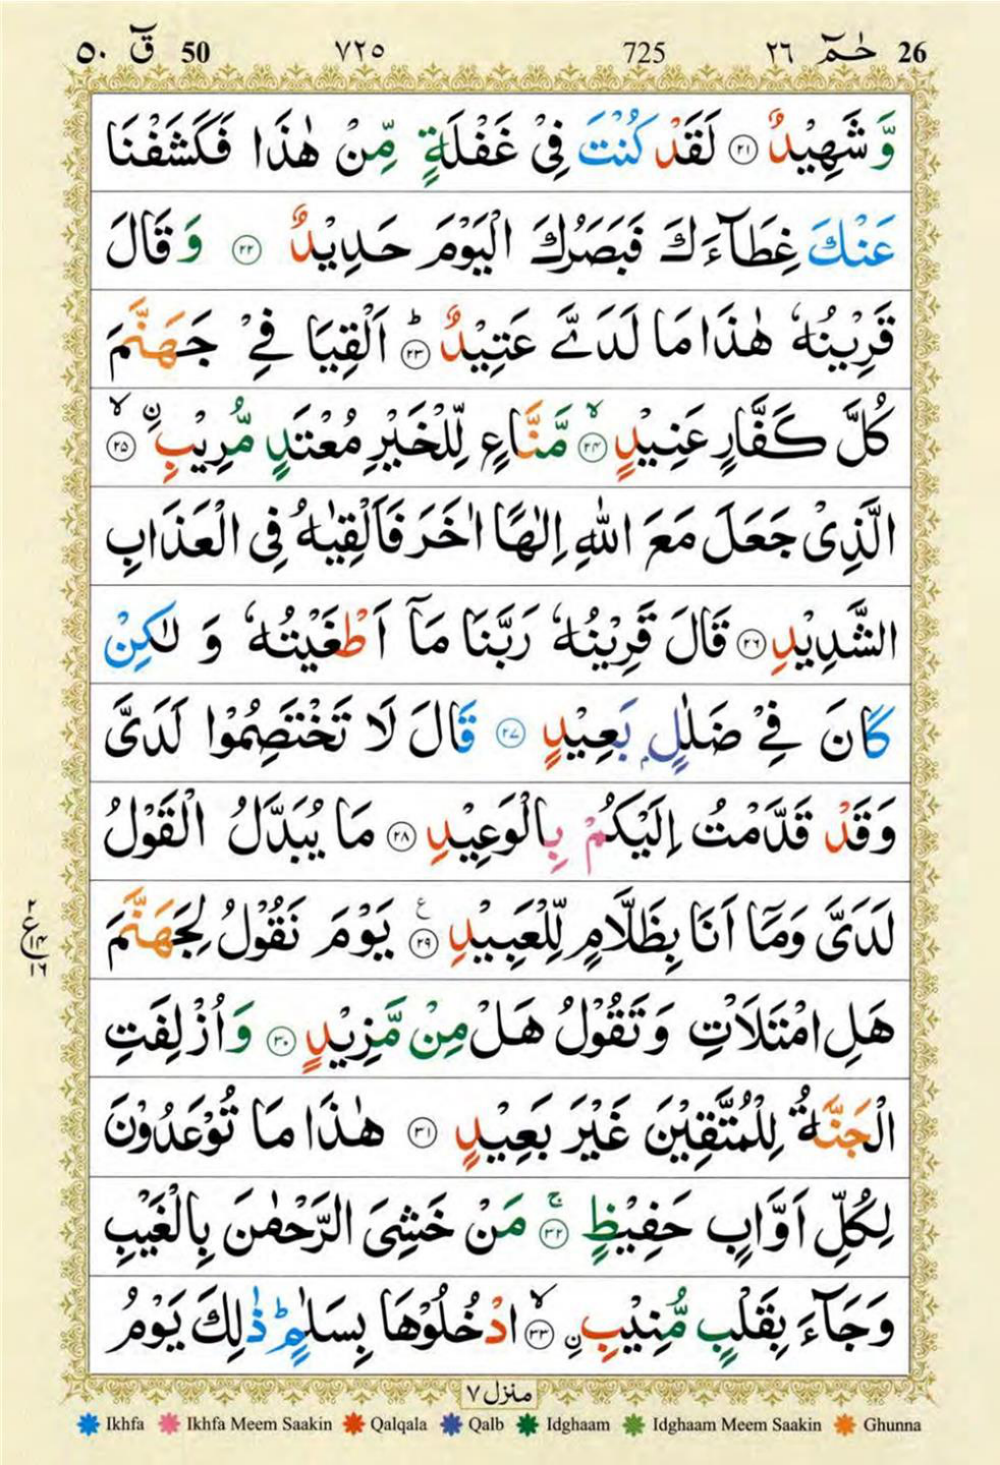 26 حٰمٓ ٢٦ 725 ٧٢٥ 50 قٓ ٥٠
وَّ شَهِيْدٌ ۝٢١ لَقَدْ كُنْتَ فِيْ غَفْلَةٍ مِّنْ هٰذَا فَكَشَفْنَا
عَنْكَ غِطَآءَكَ فَبَصَرُكَ الْيَوْمَ حَدِيْدٌ ۝٢٢ وَ قَالَ
قَرِيْنُهٗ هٰذَا مَا لَدَيَّ عَتِيْدٌ ؕ۝٢٣ اَلْقِيَا فِيْ جَهَنَّمَ
كُلَّ كَفَّارٍ عَنِيْدٍ ۙ۝٢٤ مَّنَّاعٍ لِّلْخَيْرِ مُعْتَدٍ مُّرِيْبِ ۙ۝٢٥ ن
الَّذِيْ جَعَلَ مَعَ اللّٰهِ اِلٰهًا اٰخَرَ فَاَلْقِيٰهُ فِي الْعَذَابِ
الشَّدِيْدِ ۝٢٦ قَالَ قَرِيْنُهٗ رَبَّنَا مَاۤ اَطْغَيْتُهٗ وَ لٰكِنْ
كَانَ فِيْ ضَلٰلٍۭ بَعِيْدٍ ۝٢٧ قَالَ لَا تَخْتَصِمُوْا لَدَيَّ
وَقَدْ قَدَّمْتُ اِلَيْكُمْ بِالْوَعِيْدِ ۝٢٨ مَا يُبَدَّلُ الْقَوْلُ
لَدَيَّ وَمَاۤ اَنَا بِظَلَّامٍ لِّلْعَبِيْدِ ۝٢٩ ع يَوْمَ نَقُوْلُ لِجَهَنَّمَ
٢ ع ١٤ ١٦
هَلِ امْتَلَاْتِ وَ تَقُوْلُ هَلْ مِنْ مَّزِيْدٍ ۝٣٠ وَ اُزْلِفَتِ
الْجَنَّةُ لِلْمُتَّقِيْنَ غَيْرَ بَعِيْدٍ ۝٣١ هٰذَا مَا تُوْعَدُوْنَ
لِكُلِّ اَوَّابٍ حَفِيْظٍ ۚ۝٣٢ مَنْ خَشِيَ الرَّحْمٰنَ بِالْغَيْبِ
وَ جَآءَ بِقَلْبٍ مُّنِيْبِ ۙ۝٣٣ نِ ادْخُلُوْهَا بِسَلٰمٍ ؕ ذٰلِكَ يَوْمُ
منزل ٧
Ikhfa Ikhfa Meem Saakin Qalqala Qalb Idghaam Idghaam Meem Saakin Ghunna